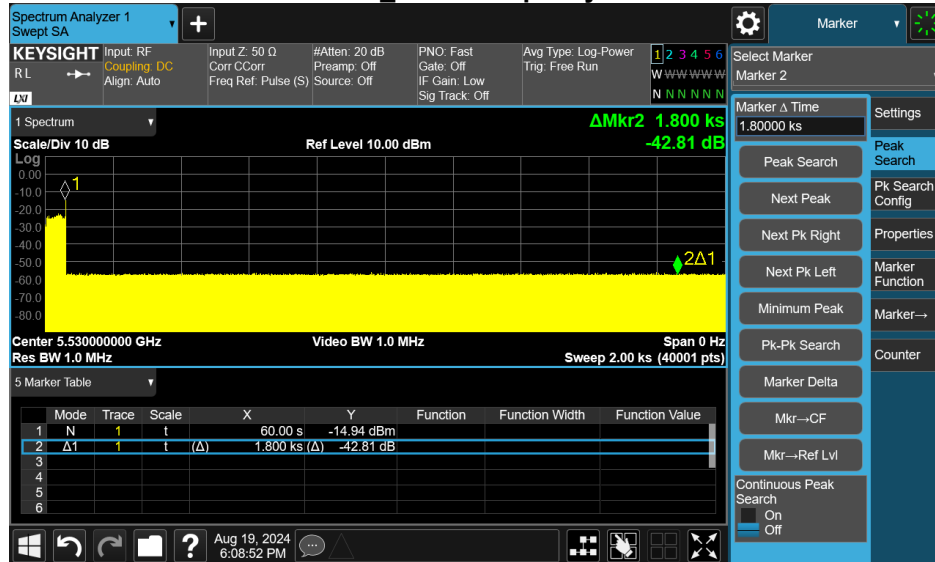 Spectrum Analyzer 1
Swept SA
+
Marker
KEYSIGHT Input: RF Input Z: 50 Ω #Atten: 20 dB PNO: Fast Avg Type: Log-Power 1 2 3 4 5 6
RL Coupling: DC Corr CCorr Preamp: Off Gate: Off Trig: Free Run W W W W W W
Align: Auto Freq Ref: Pulse (S) Source: Off IF Gain: Low N N N N N N
LXI Sig Track: Off
Select Marker
Marker 2
1 Spectrum ΔMkr2 1.800 ks
Scale/Div 10 dB Ref Level 10.00 dBm -42.81 dB
Log
0.00
-10.0
-20.0
-30.0
-40.0
-50.0
-60.0
-70.0
-80.0
1
2Δ1
Center 5.530000000 GHz Video BW 1.0 MHz Span 0 Hz
Res BW 1.0 MHz Sweep 2.00 ks (40001 pts)
5 Marker Table
Mode Trace Scale X Y Function Function Width Function Value
1 N 1 t 60.00 s -14.94 dBm
2 Δ1 1 t (Δ) 1.800 ks (Δ) -42.81 dB
3
4
5
6
Marker Δ Time
1.80000 ks
Peak Search
Next Peak
Next Pk Right
Next Pk Left
Minimum Peak
Pk-Pk Search
Marker Delta
Mkr→CF
Mkr→Ref Lvl
Continuous Peak
Search
On
Off
Settings
Peak
Search
Pk Search
Config
Properties
Marker
Function
Marker→
Counter
? Aug 19, 2024
6:08:52 PM